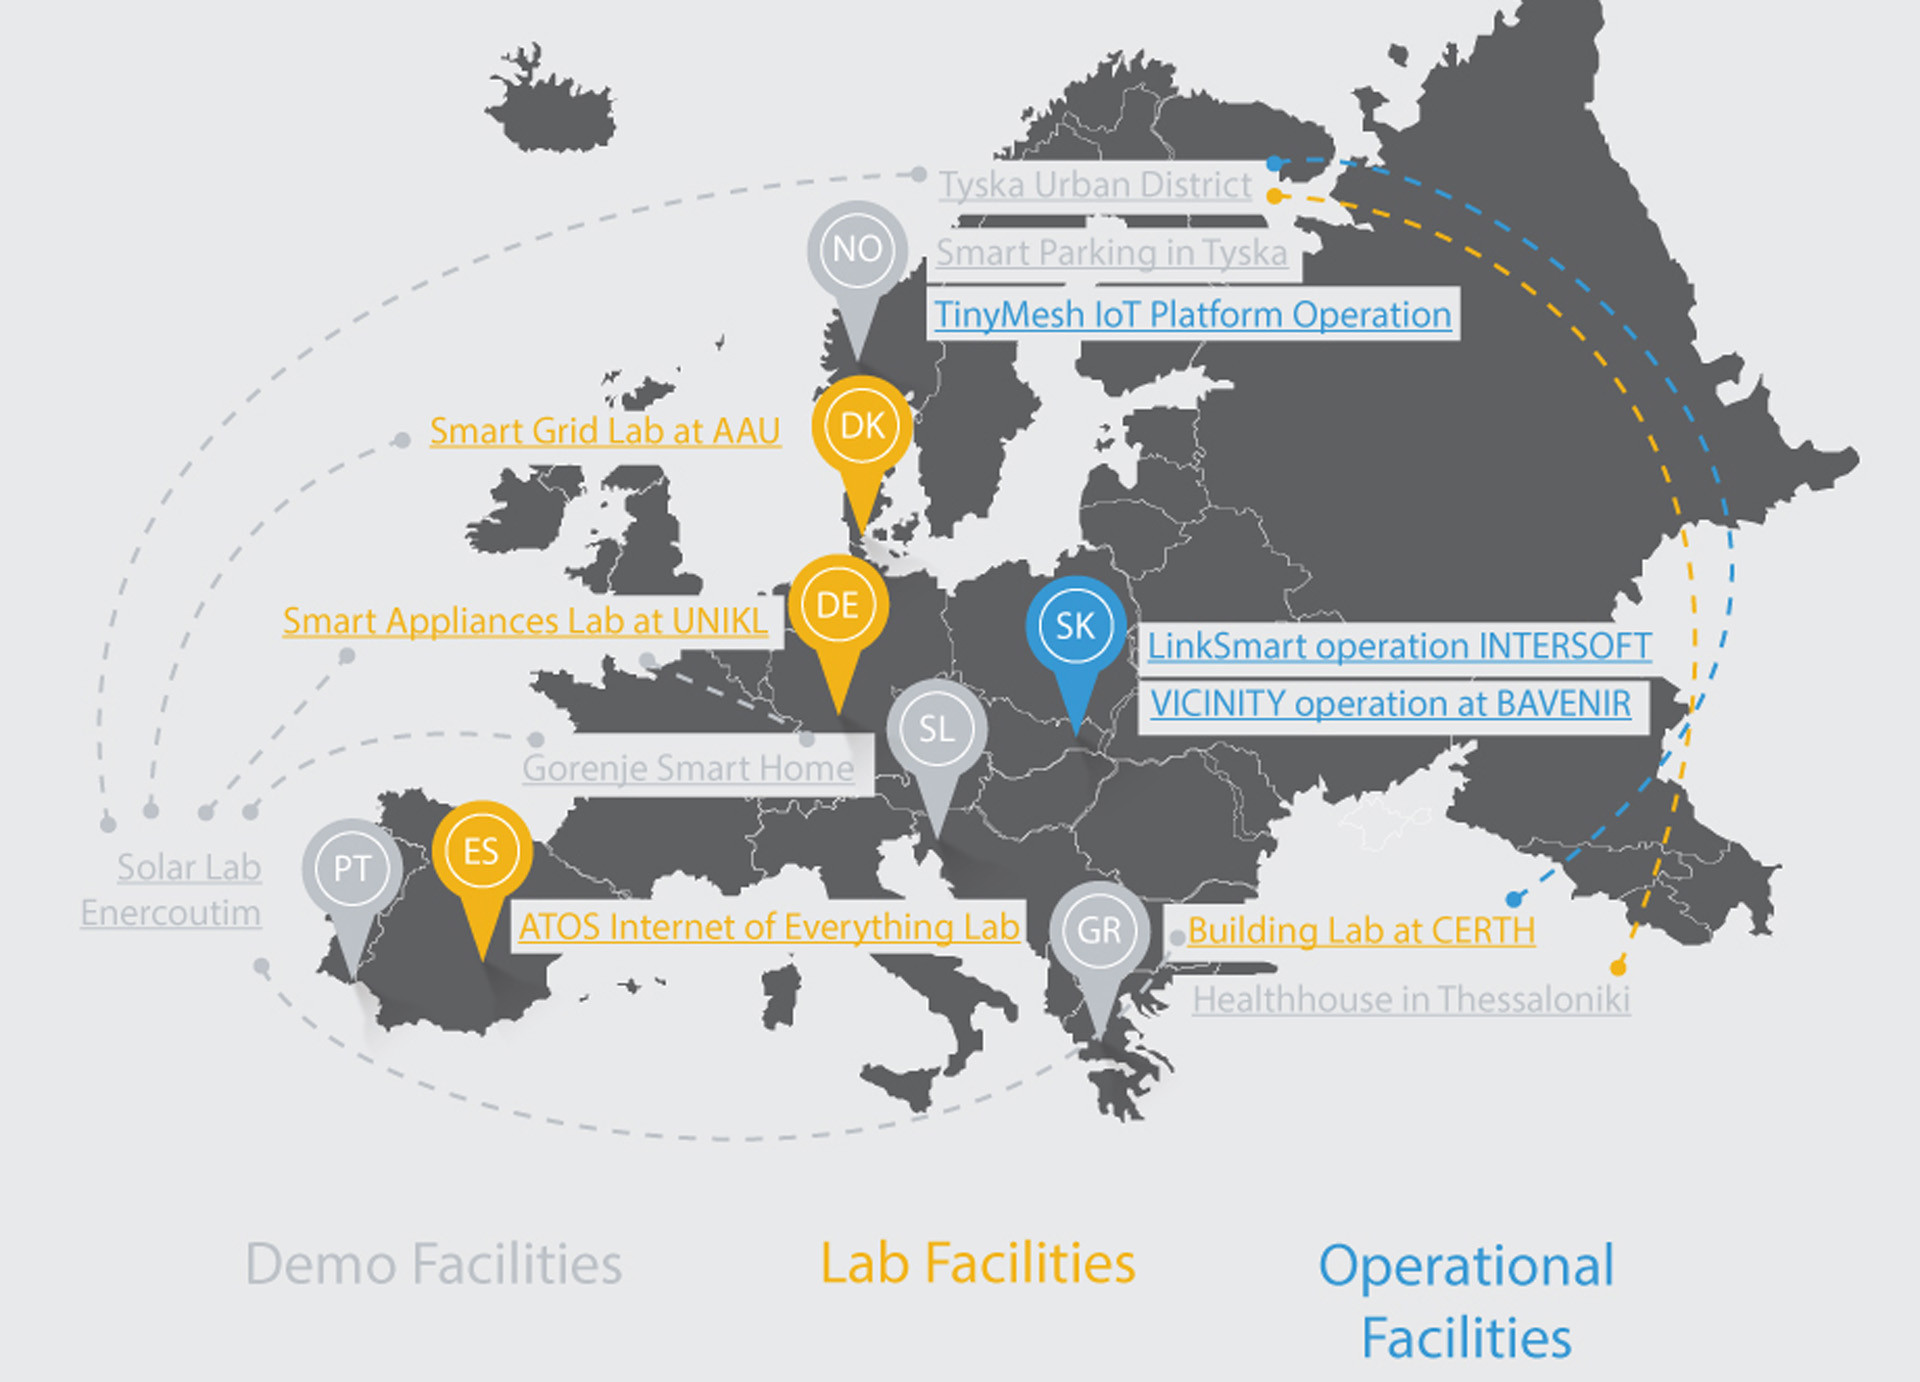 Tyska Urban District
NO
Smart Parking in Tyska
TinyMesh IoT Platform Operation
Smart Grid Lab at AAU
DK
Smart Appliances Lab at UNIKL
DE
SK
LinkSmart operation INTERSOFT
VICINITY operation at BAVENIR
SL
Gorenje Smart Home
Solar Lab
Enercoutim
PT
ES
ATOS Internet of Everything Lab
GR
Building Lab at CERTH
Healthhouse in Thessaloniki
Demo Facilities
Lab Facilities
Operational
Facilities